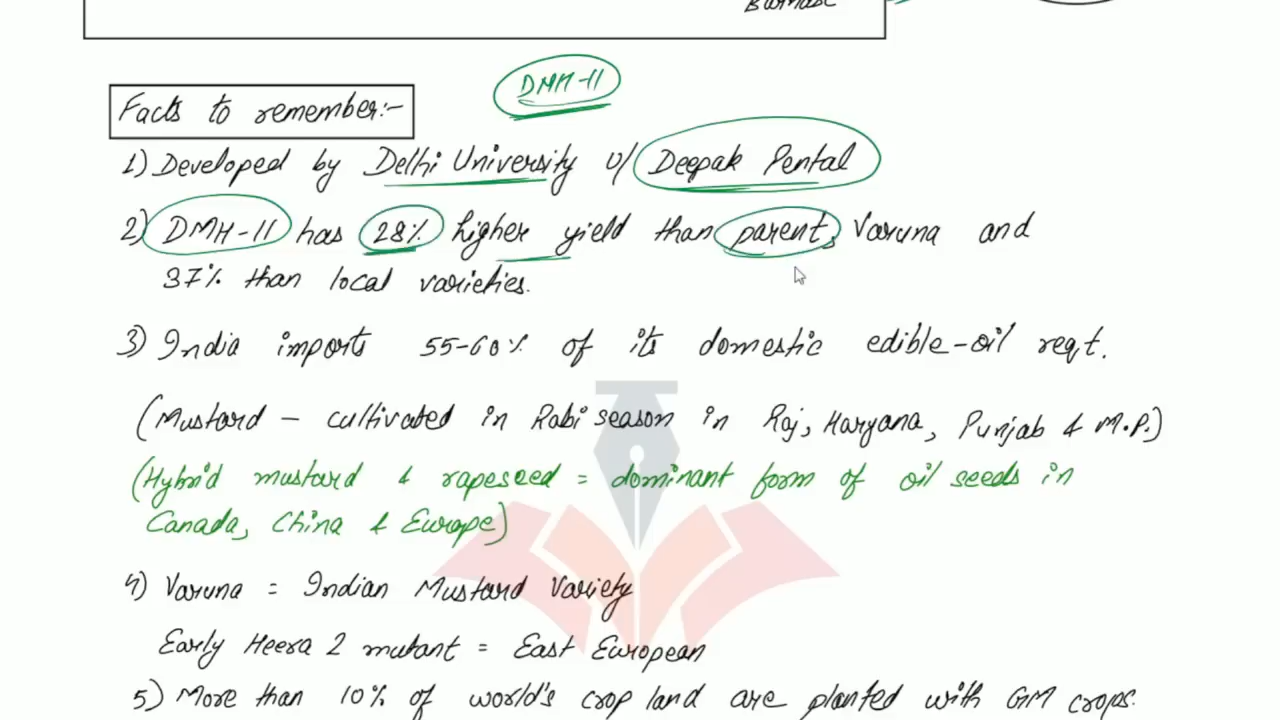 Barnase
DMH-11
Facts to remember:-
1) Developed by Delhi University u/ Deepak Pental
2) DMH-11 has 28% higher yield than parent, Varuna and
37% than local varieties.
3) India imports 55-60% of its domestic edible-oil reqt.
(Mustard - cultivated in Rabi season in Raj, Haryana, Punjab & M.P.)
(Hybrid mustard & rapeseed = dominant form of oil seeds in
Canada, China & Europe)
4) Varuna = Indian Mustard Variety
Early Heera 2 mutant = East European
5) More than 10% of world's crop land are planted with GM crops.